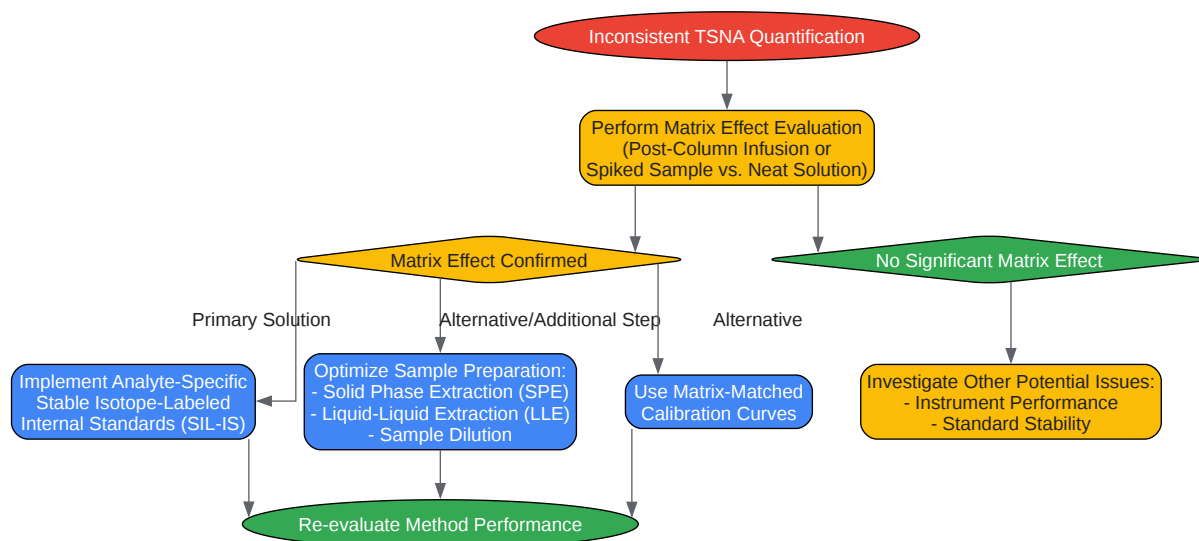 Inconsistent TSNA Quantification
Perform Matrix Effect Evaluation
(Post-Column Infusion or
Spiked Sample vs. Neat Solution)
Matrix Effect Confirmed
No Significant Matrix Effect
Primary Solution
Alternative/Additional Step
Alternative
Implement Analyte-Specific
Stable Isotope-Labeled
Internal Standards (SIL-IS)
Optimize Sample Preparation:
- Solid Phase Extraction (SPE)
- Liquid-Liquid Extraction (LLE)
- Sample Dilution
Use Matrix-Matched
Calibration Curves
Investigate Other Potential Issues:
- Instrument Performance
- Standard Stability
Re-evaluate Method Performance